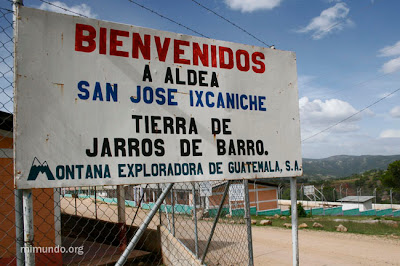 BIENVENIDOS
A ALDEA
SAN JOSE IXCANICHE
TIERRA DE
JARROS DE BARRO.
MONTANA EXPLORADORA DE GUATEMALA, S.A.
mimundo.org